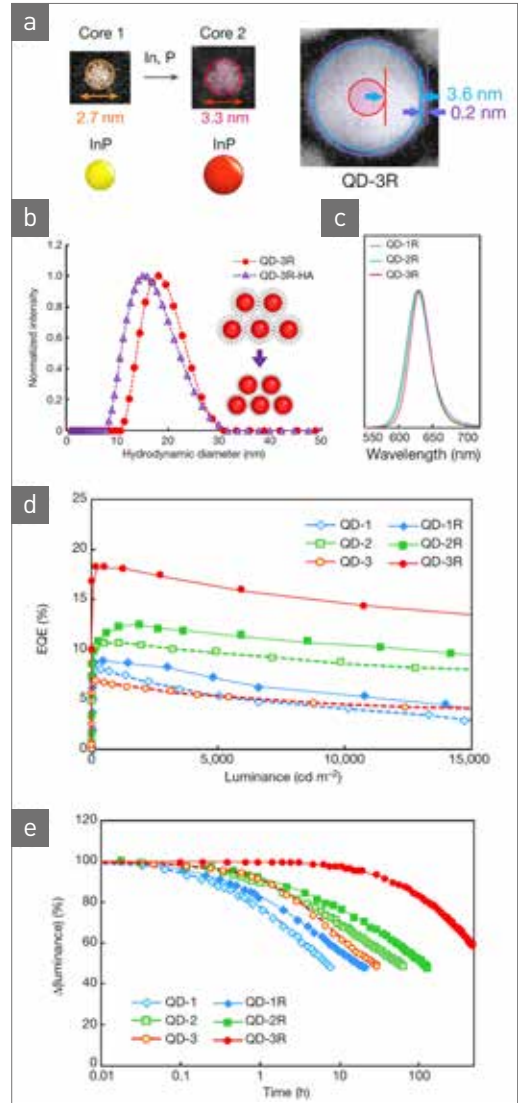 a
Core 1
In, P
Core 2
2.7 nm
3.3 nm
InP
InP
3.6 nm
0.2 nm
QD-3R
b
QD-3R
QD-3R-HA
1.0
0.8
0.6
0.4
0.2
0
Normalized intensity
0 10 20 30 40 50
Hydrodynamic diameter (nm)
c
QD-1R
QD-2R
QD-3R
550 600 650 700
Wavelength (nm)
d
25
20
15
10
5
0
EQE (%)
QD-1 QD-1R
QD-2 QD-2R
QD-3 QD-3R
0 5,000 10,000 15,000
Luminance (cd m⁻²)
e
120
100
80
60
40
20
0
Δ(luminance) (%)
QD-1 QD-1R
QD-2 QD-2R
QD-3 QD-3R
0.01 0.1 1 10 100
Time (h)